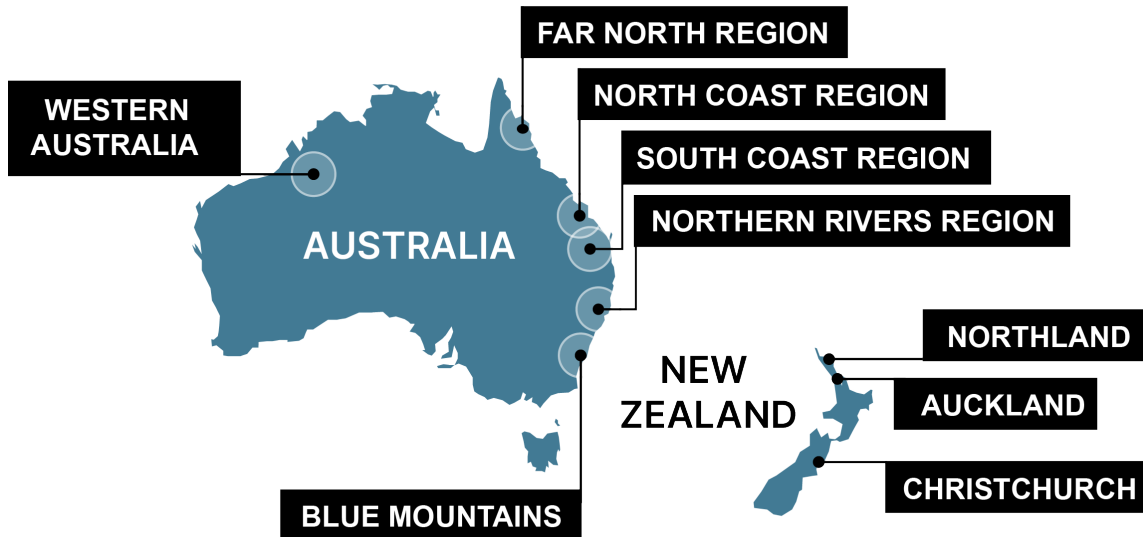 FAR NORTH REGION
NORTH COAST REGION
WESTERN
AUSTRALIA
SOUTH COAST REGION
NORTHERN RIVERS REGION
AUSTRALIA
NORTHLAND
NEW
ZEALAND
AUCKLAND
CHRISTCHURCH
BLUE MOUNTAINS